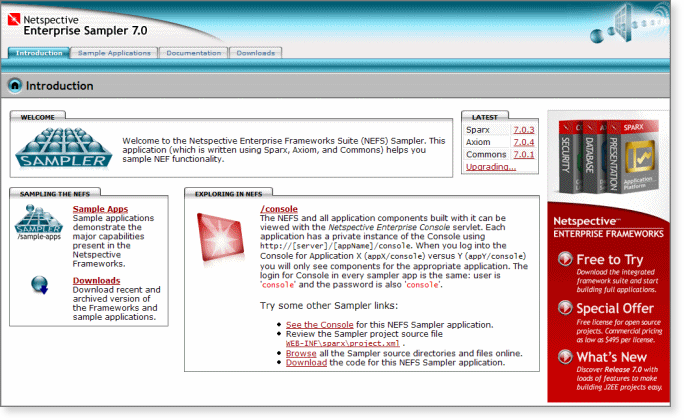 Netspective
Enterprise Sampler 7.0
Introduction Sample Applications Documentation Downloads
Introduction
WELCOME
SAMPLER
Welcome to the Netspective Enterprise Frameworks Suite (NEFS) Sampler. This
application (which is written using Sparx, Axiom, and Commons) helps you
sample NEF functionality.
LATEST
Sparx 7.0.3
Axiom 7.0.4
Commons 7.0.1
Upgrading...
SAMPLING THE NEFS
SAMPLER
/sample-apps
Sample Apps
Sample applications
demonstrate the
major capabilities
present in the
Netspective
Frameworks.
Downloads
Download recent and
archived version of
the Frameworks and
sample applications.
EXPLORING IN NEFS
/console
The NEFS and all application components built with it can be
viewed with the Netspective Enterprise Console servlet. Each
application has a private instance of the Console using
http://[server]/[appName]/console. When you log into the
Console for Application X (appX/console) versus Y (appY/console)
you will only see components for the appropriate application. The
login for Console in every sampler app is the same: user is
'console' and the password is also 'console'.
Try some other Sampler links:
See the Console for this NEFS Sampler application.
Review the Sampler project source file
WEB-INF\sparx\project.xml .
Browse all the Sampler source directories and files online.
Download the code for this NEFS Sampler application.
SECURITY
DATABASE
PRESENTATION
SPARX
Application
Platform
Netspective™
ENTERPRISE FRAMEWORKS
Free to Try
Download the integrated
framework suite and start
building full applications.
Special Offer
Free license for open source
projects. Commercial pricing
as low as $495 per license.
What's New
Discover Release 7.0 with
loads of features to make
building J2EE projects easy.